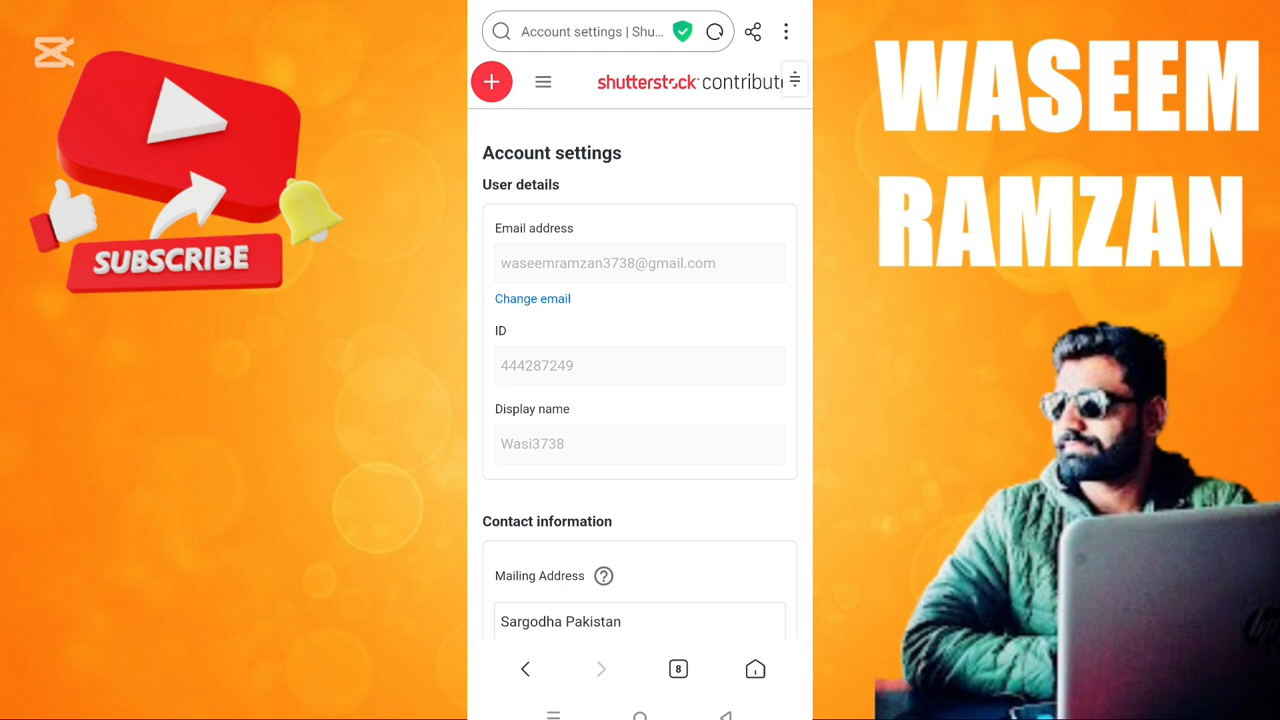 SUBSCRIBE
Account settings | Shu...
shutterstock contribut
Account settings
User details
Email address
waseemramzan3738@gmail.com
Change email
ID
444287249
Display name
Wasi3738
Contact information
Mailing Address ?
Sargodha Pakistan
8
WASEEM
RAMZAN
hp